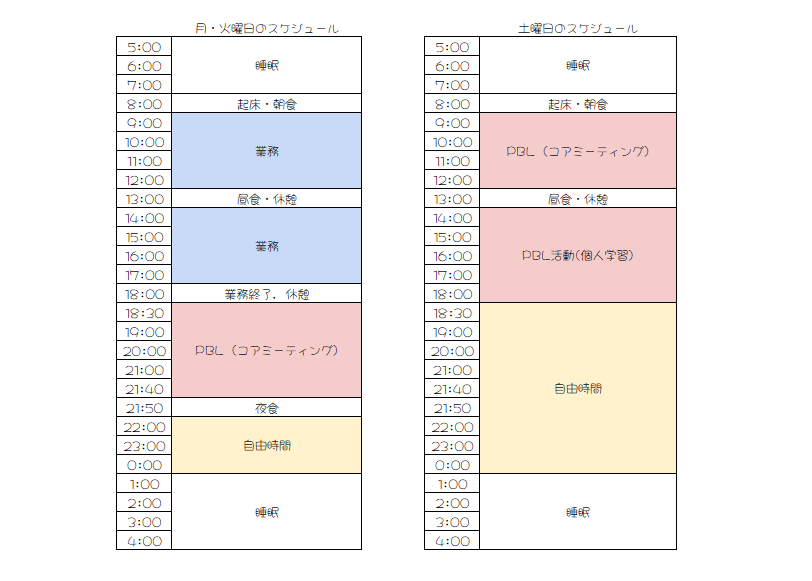 月・火曜日のスケジュール
5:00
6:00
7:00
睡眠
8:00 起床・朝食
9:00
10:00
11:00
12:00
業務
13:00 昼食・休憩
14:00
15:00
16:00
17:00
業務
18:00 業務終了．休憩
18:30
19:00
20:00
21:00
21:40
PBL（コアミーティング）
21:50 夜食
22:00
23:00
0:00
自由時間
1:00
2:00
3:00
4:00
睡眠
土曜日のスケジュール
5:00
6:00
7:00
睡眠
8:00 起床・朝食
9:00
10:00
11:00
12:00
PBL（コアミーティング）
13:00 昼食・休憩
14:00
15:00
16:00
17:00
18:00
PBL活動(個人学習)
18:30
19:00
20:00
21:00
21:40
21:50
22:00
23:00
0:00
自由時間
1:00
2:00
3:00
4:00
睡眠